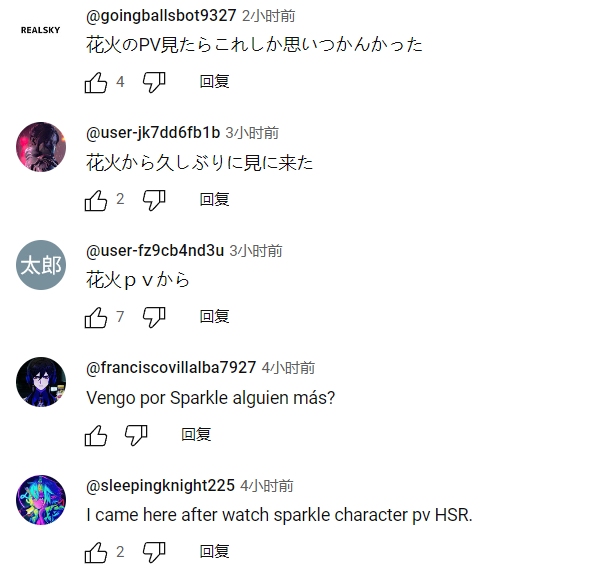 REALSKY
@goingballsbot9327 2小时前
花火のPV見たらこれしか思いつかんかった
4 回复
@user-jk7dd6fb1b 3小时前
花火から久しぶりに見に来た
2 回复
太郎
@user-fz9cb4nd3u 3小时前
花火ｐｖから
7 回复
@franciscovillalba7927 4小时前
Vengo por Sparkle alguien más?
回复
@sleepingknight225 4小时前
I came here after watch sparkle character pv HSR.
2 回复